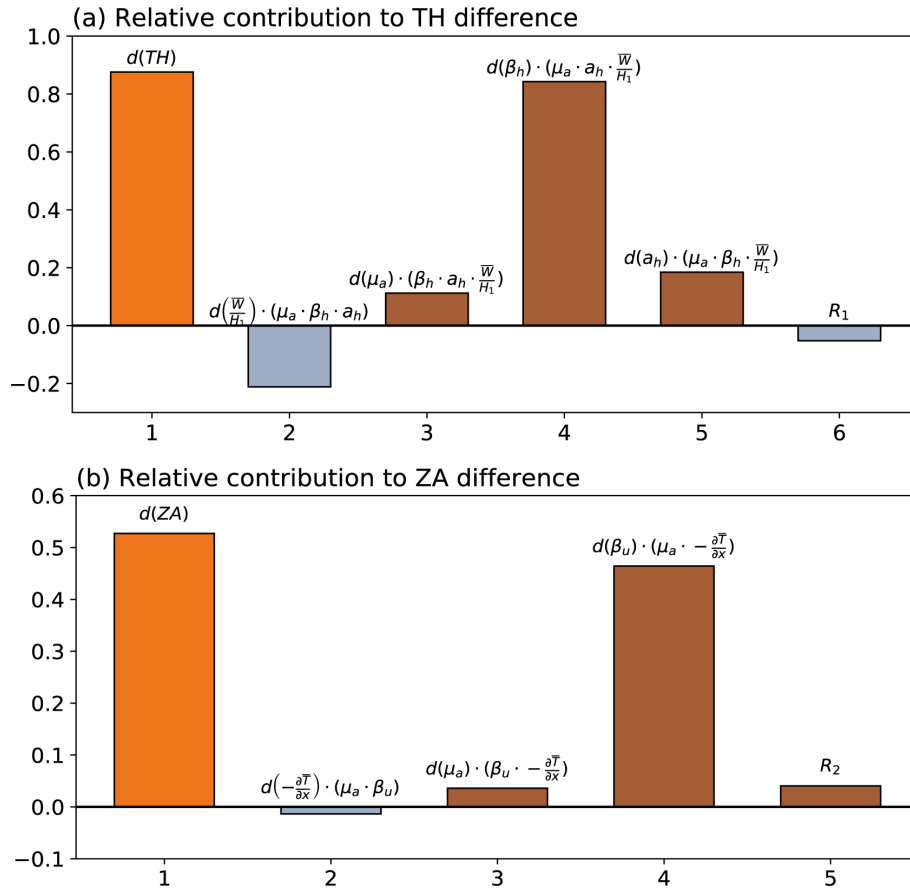 (a) Relative contribution to TH difference
1.0
0.8
0.6
0.4
0.2
0.0
−0.2
d(TH)
d(W̅/H₁)·(μₐ·βₕ·aₕ)
d(μₐ)·(βₕ·aₕ·W̅/H₁)
d(βₕ)·(μₐ·aₕ·W̅/H₁)
d(aₕ)·(μₐ·βₕ·W̅/H₁)
R₁
1 2 3 4 5 6
(b) Relative contribution to ZA difference
0.6
0.5
0.4
0.3
0.2
0.1
0.0
−0.1
d(ZA)
d(−∂T̅/∂x)·(μₐ·βᵤ)
d(μₐ)·(βᵤ·−∂T̅/∂x)
d(βᵤ)·(μₐ·−∂T̅/∂x)
R₂
1 2 3 4 5